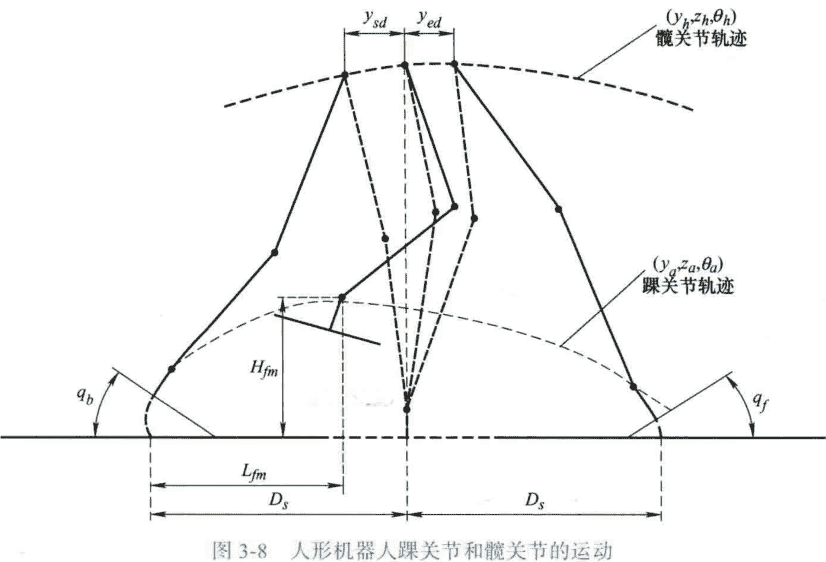 y_sd y_ed
(y_h,z_h,θ_h)
髋关节轨迹
(y_a,z_a,θ_a)
踝关节轨迹
H_fm
q_b
q_f
L_fm
D_s D_s
图 3-8 人形机器人踝关节和髋关节的运动